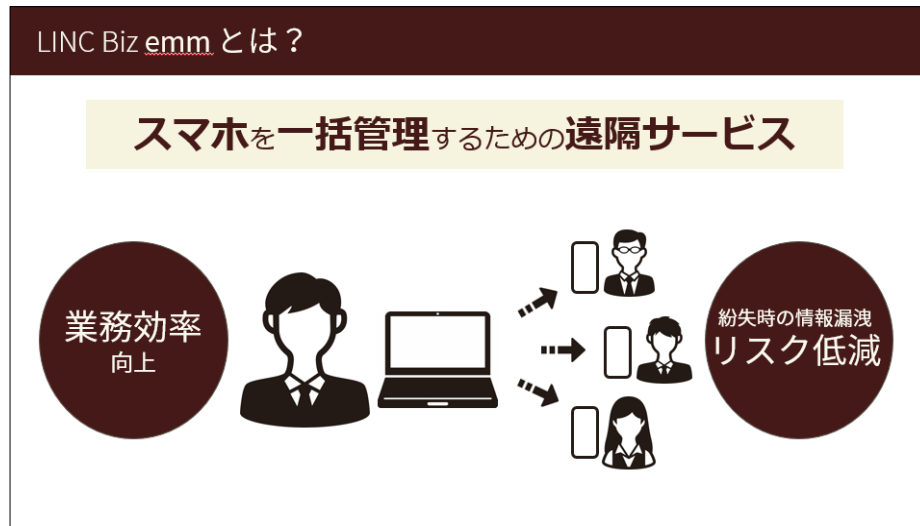 LINC Biz emm とは？
スマホを一括管理するための遠隔サービス
業務効率
向上
紛失時の情報漏洩
リスク低減